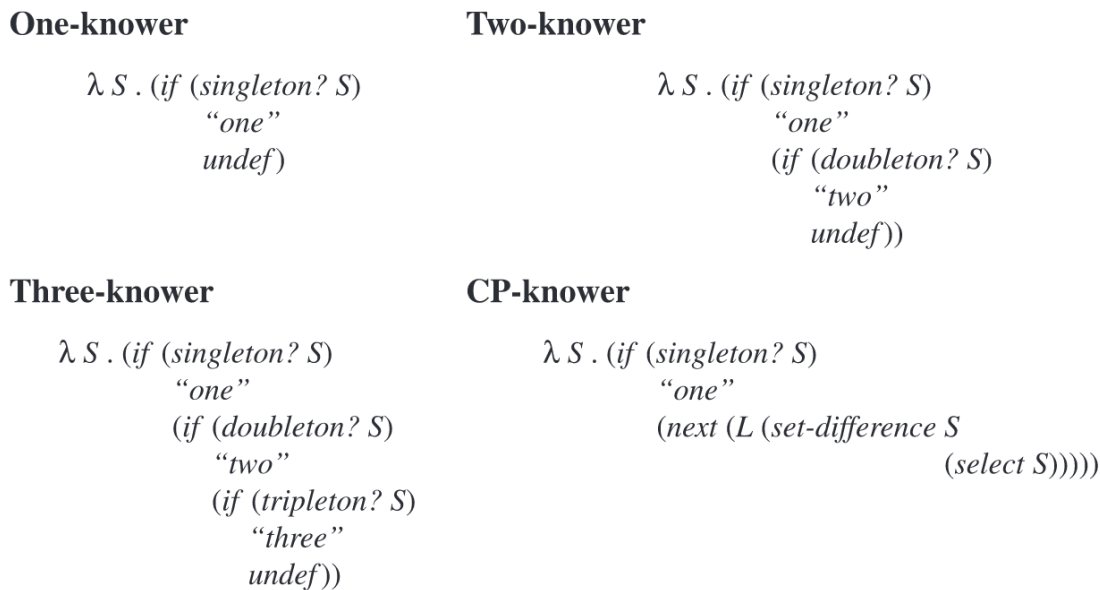 One-knower
λ S . (if (singleton? S)
“one”
undef)
Two-knower
λ S . (if (singleton? S)
“one”
(if (doubleton? S)
“two”
undef))
Three-knower
λ S . (if (singleton? S)
“one”
(if (doubleton? S)
“two”
(if (tripleton? S)
“three”
undef))
CP-knower
λ S . (if (singleton? S)
“one”
(next (L (set-difference S
(select S)))))